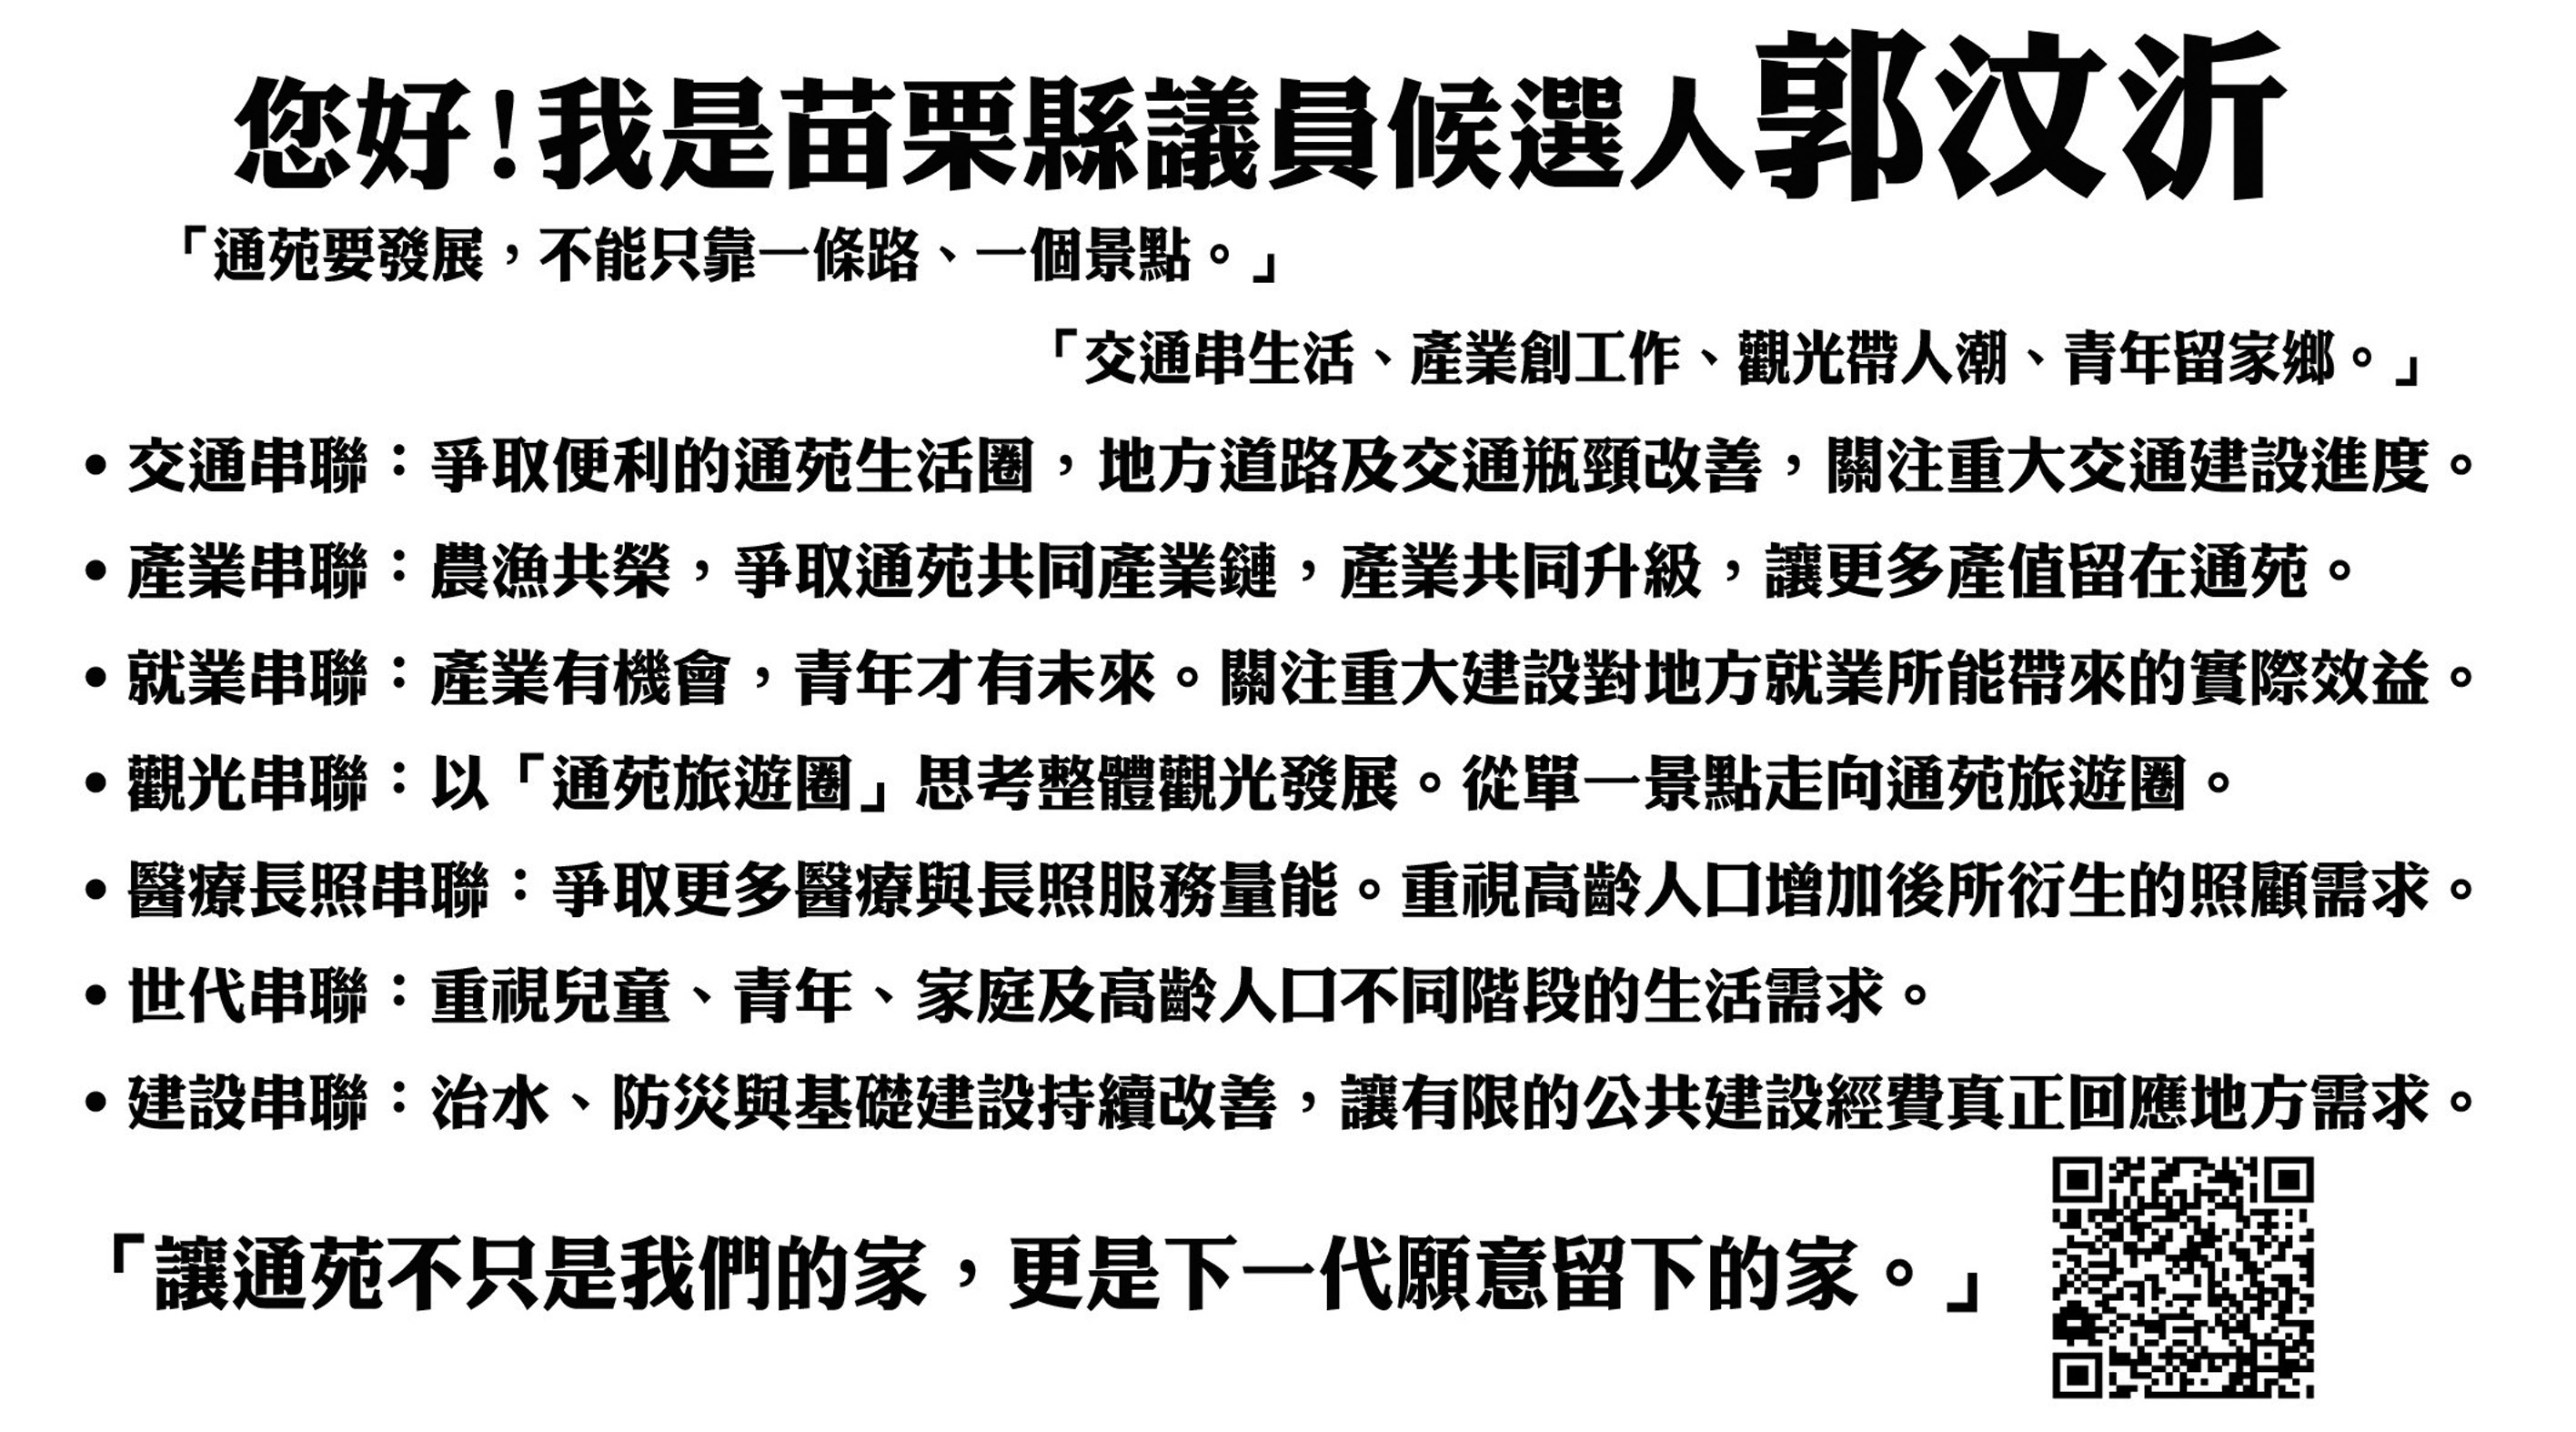 您好!我是苗栗縣議員候選人郭汶沂
「通苑要發展，不能只靠一條路、一個景點。」
「交通串生活、產業創工作、觀光帶人潮、青年留家鄉。」
• 交通串聯：爭取便利的通苑生活圈，地方道路及交通瓶頸改善，關注重大交通建設進度。
• 產業串聯：農漁共榮，爭取通苑共同產業鏈，產業共同升級，讓更多產值留在通苑。
• 就業串聯：產業有機會，青年才有未來。關注重大建設對地方就業所能帶來的實際效益。
• 觀光串聯：以「通苑旅遊圈」思考整體觀光發展。從單一景點走向通苑旅遊圈。
• 醫療長照串聯：爭取更多醫療與長照服務量能。重視高齡人口增加後所衍生的照顧需求。
• 世代串聯：重視兒童、青年、家庭及高齡人口不同階段的生活需求。
• 建設串聯：治水、防災與基礎建設持續改善，讓有限的公共建設經費真正回應地方需求。
「讓通苑不只是我們的家，更是下一代願意留下的家。」